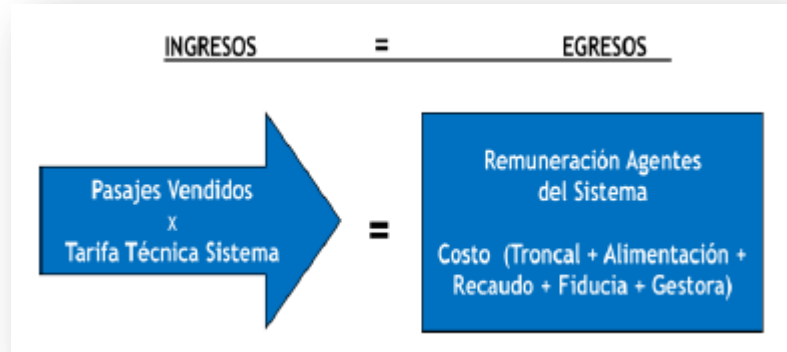 INGRESOS = EGRESOS
Pasajes Vendidos
x
Tarifa Técnica Sistema
=
Remuneración Agentes
del Sistema
Costo (Troncal + Alimentación +
Recaudo + Fiducia + Gestora)